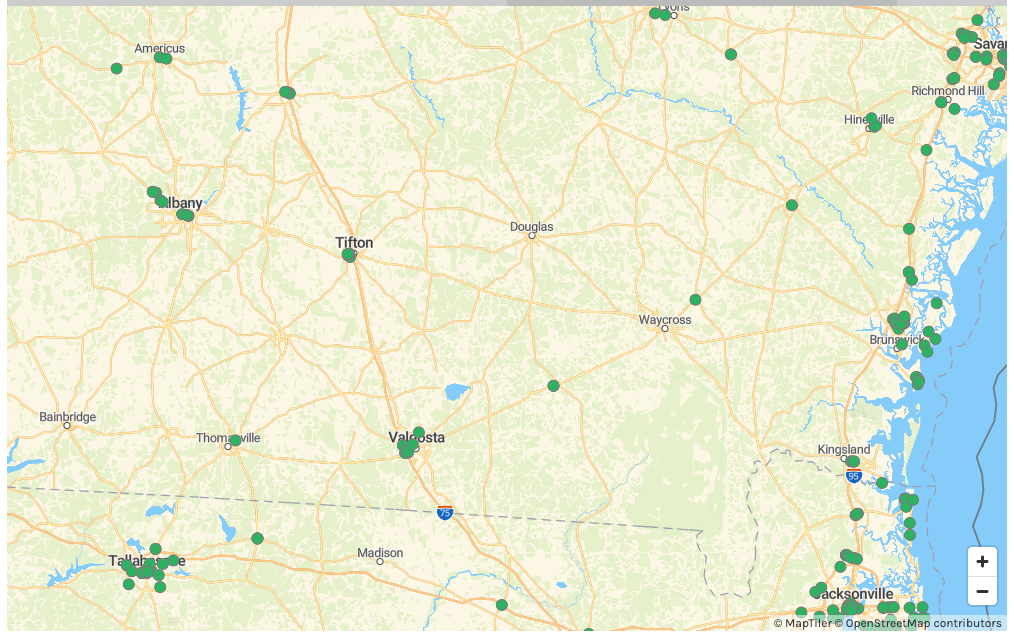 Lyons
Americus
Savan
Richmond Hill
Hinesville
Albany
Douglas
Tifton
Waycross
Brunswick
Bainbridge
Thomasville
Valdosta
Kingsland
95
75
Madison
Tallahassee
Jacksonville
+
−
© MapTiler © OpenStreetMap contributors